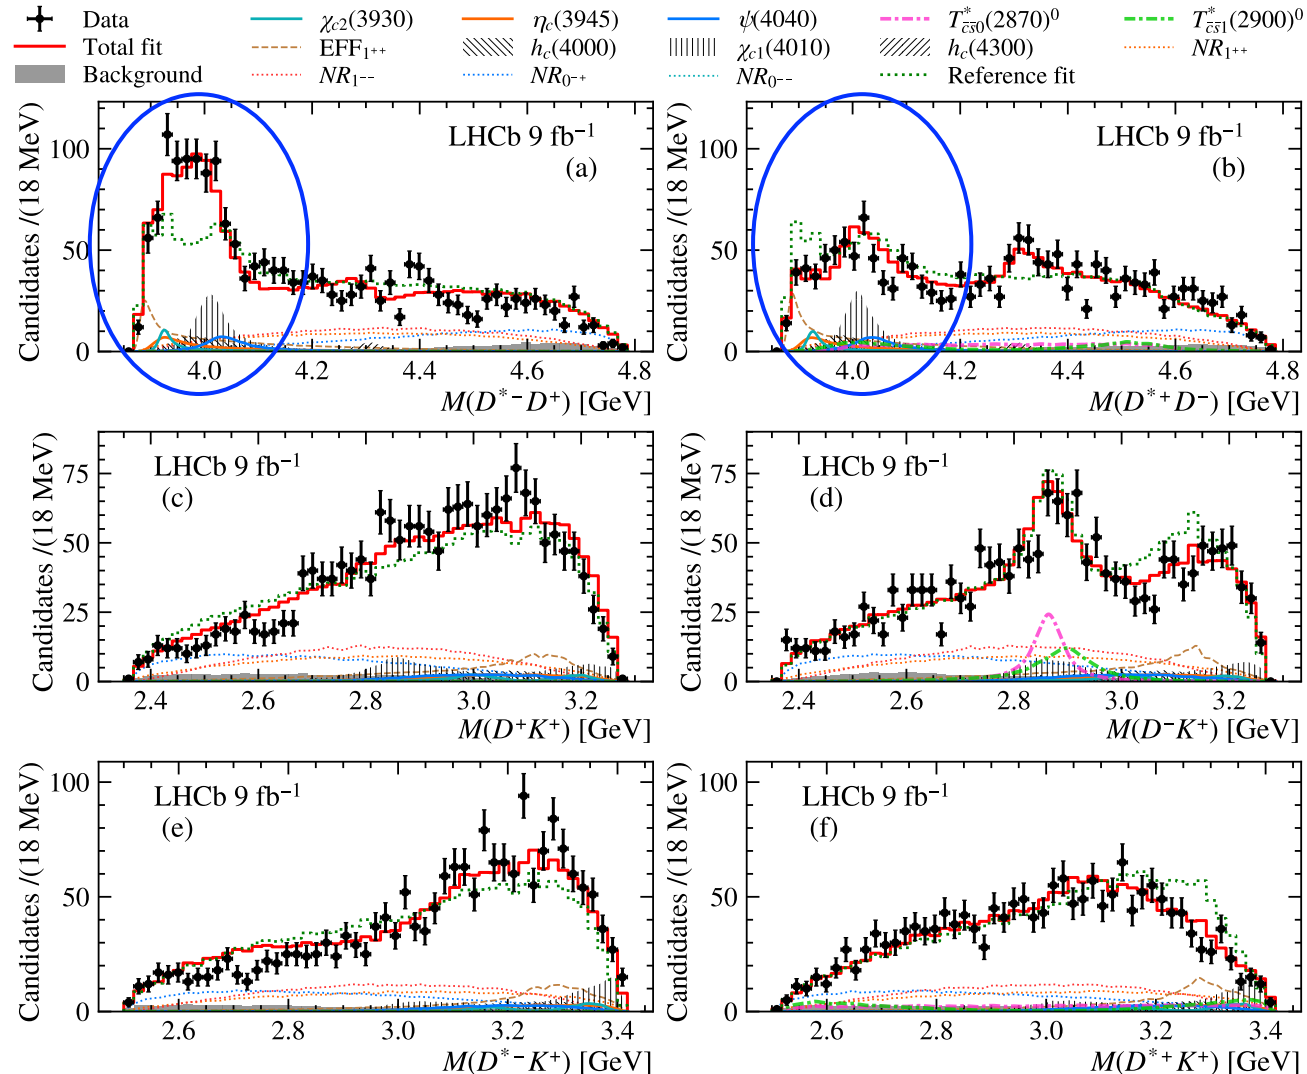 Data χc2(3930) ηc(3945) ψ(4040) T*c̄s̄0(2870)⁰ T*c̄s̄1(2900)⁰
Total fit EFF1++ hc(4000) χc1(4010) hc(4300) NR1++
Background NR1−− NR0−+ NR0−− Reference fit
Candidates /(18 MeV)
100
50
0
LHCb 9 fb⁻¹
(a)
4.0 4.2 4.4 4.6 4.8
M(D*−D+) [GeV]
Candidates /(18 MeV)
100
50
0
LHCb 9 fb⁻¹
(b)
4.0 4.2 4.4 4.6 4.8
M(D*+D−) [GeV]
Candidates /(18 MeV)
75
50
25
0
LHCb 9 fb⁻¹
(c)
2.4 2.6 2.8 3.0 3.2
M(D+K+) [GeV]
Candidates /(18 MeV)
75
50
25
0
LHCb 9 fb⁻¹
(d)
2.4 2.6 2.8 3.0 3.2
M(D−K+) [GeV]
Candidates /(18 MeV)
100
50
0
LHCb 9 fb⁻¹
(e)
2.6 2.8 3.0 3.2 3.4
M(D*−K+) [GeV]
Candidates /(18 MeV)
100
50
0
LHCb 9 fb⁻¹
(f)
2.6 2.8 3.0 3.2 3.4
M(D*+K+) [GeV]